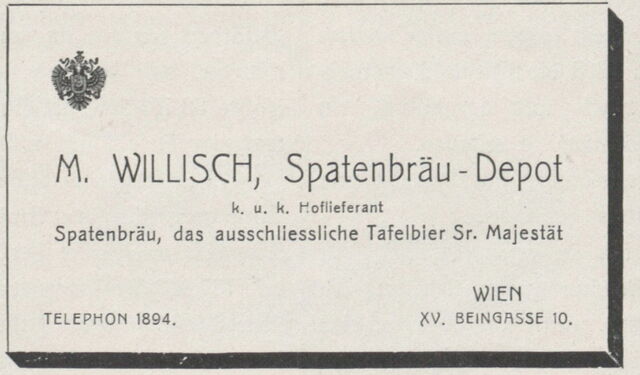 M. WILLISCH, Spatenbräu - Depot
k. u. k. Hoflieferant
Spatenbräu, das ausschliessliche Tafelbier Sr. Majestät
WIEN
TELEPHON 1894. XV. BEINGASSE 10.